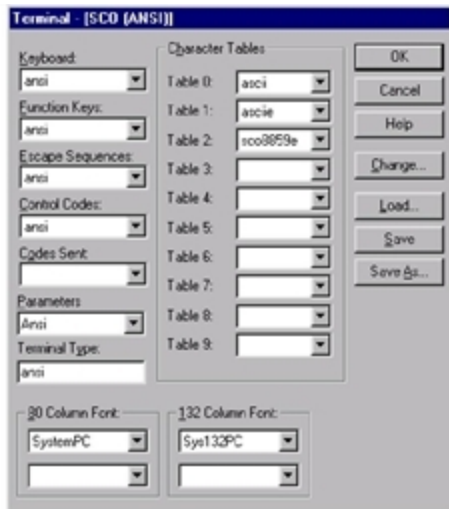 Terminal - [SCO (ANSI)]
Keyboard:
ansi
Function Keys:
ansi
Escape Sequences:
ansi
Control Codes:
ansi
Codes Sent:
Parameters
Ansi
Terminal Type:
ansi
Character Tables
Table 0: ascii
Table 1: asciie
Table 2: sco8859e
Table 3:
Table 4:
Table 5:
Table 6:
Table 7:
Table 8:
Table 9:
OK
Cancel
Help
Change...
Load...
Save
Save As...
80 Column Font:
SystemPC
132 Column Font:
Sys132PC